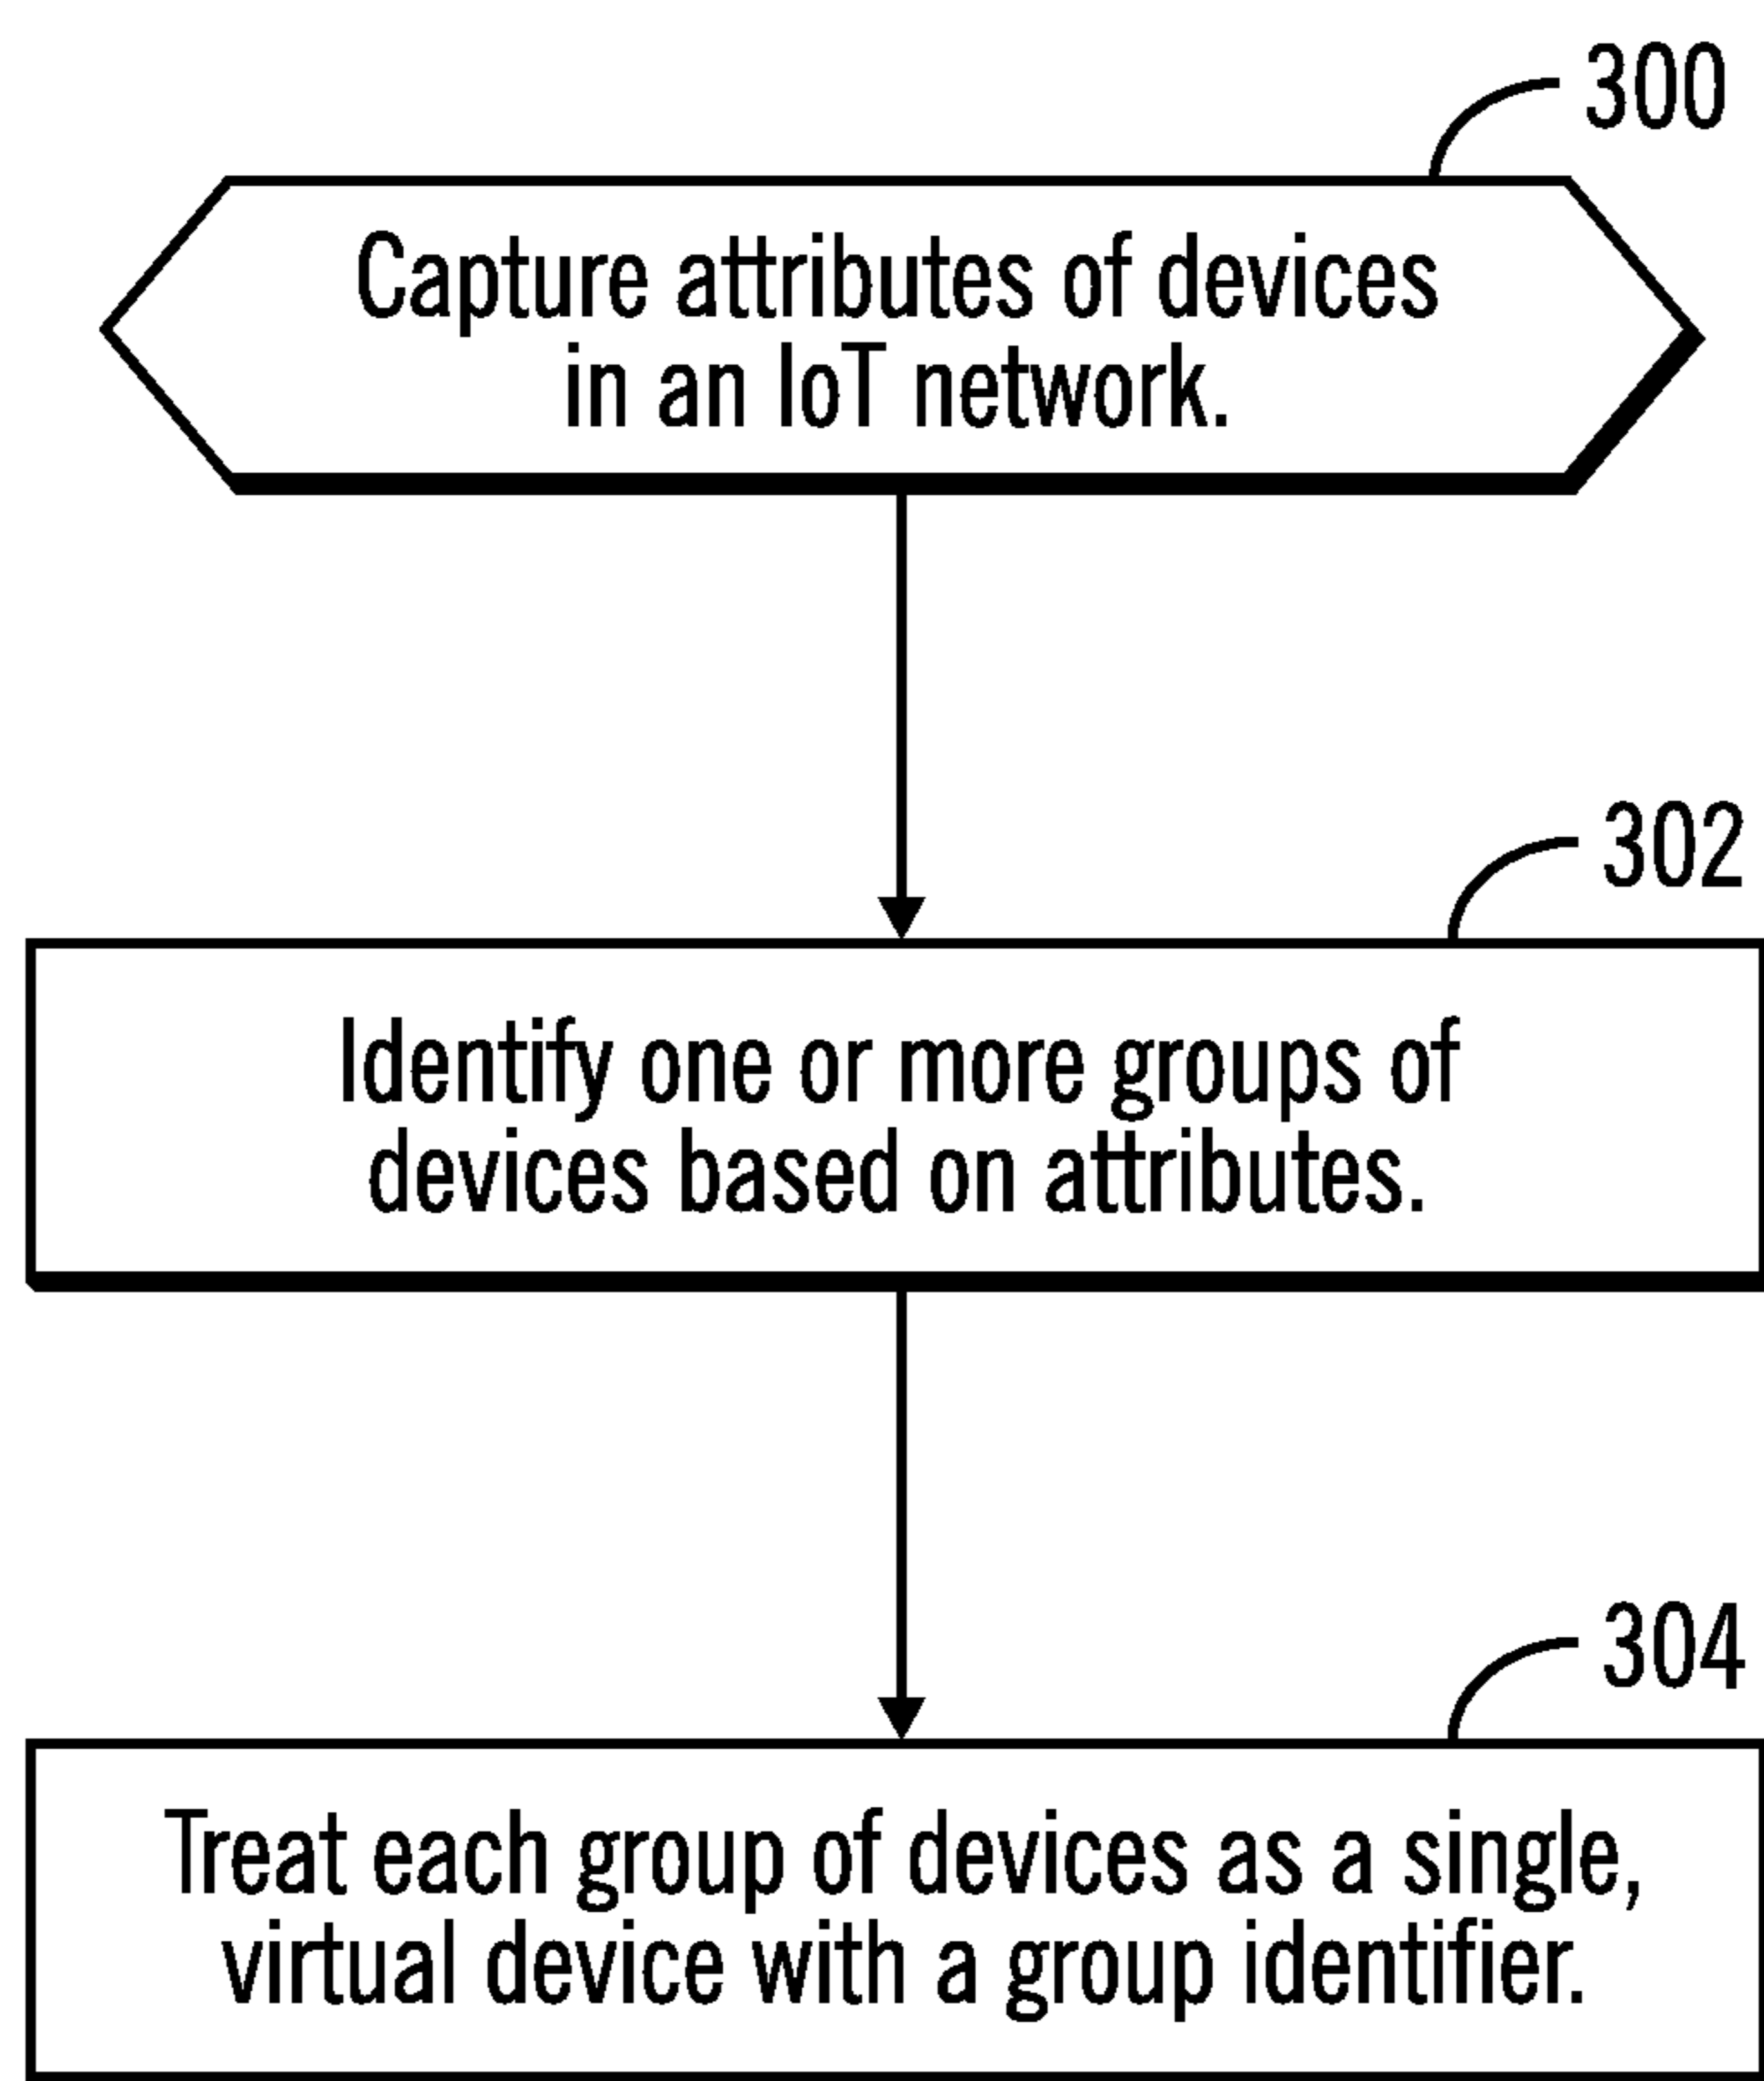 300
Capture attributes of devices
in an IoT network.
302
Identify one or more groups of
devices based on attributes.
304
Treat each group of devices as a single,
virtual device with a group identifier.